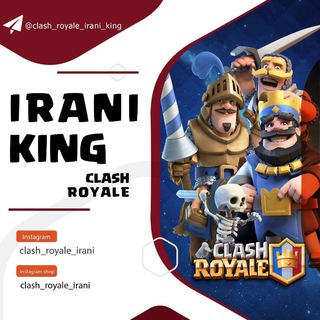 @clash_royale_irani_king
IRANI
KING
CLASH
ROYALE
Instagram
clash_royale_irani
Instagram shop
clash_royale_irani
CLASH
ROYALE